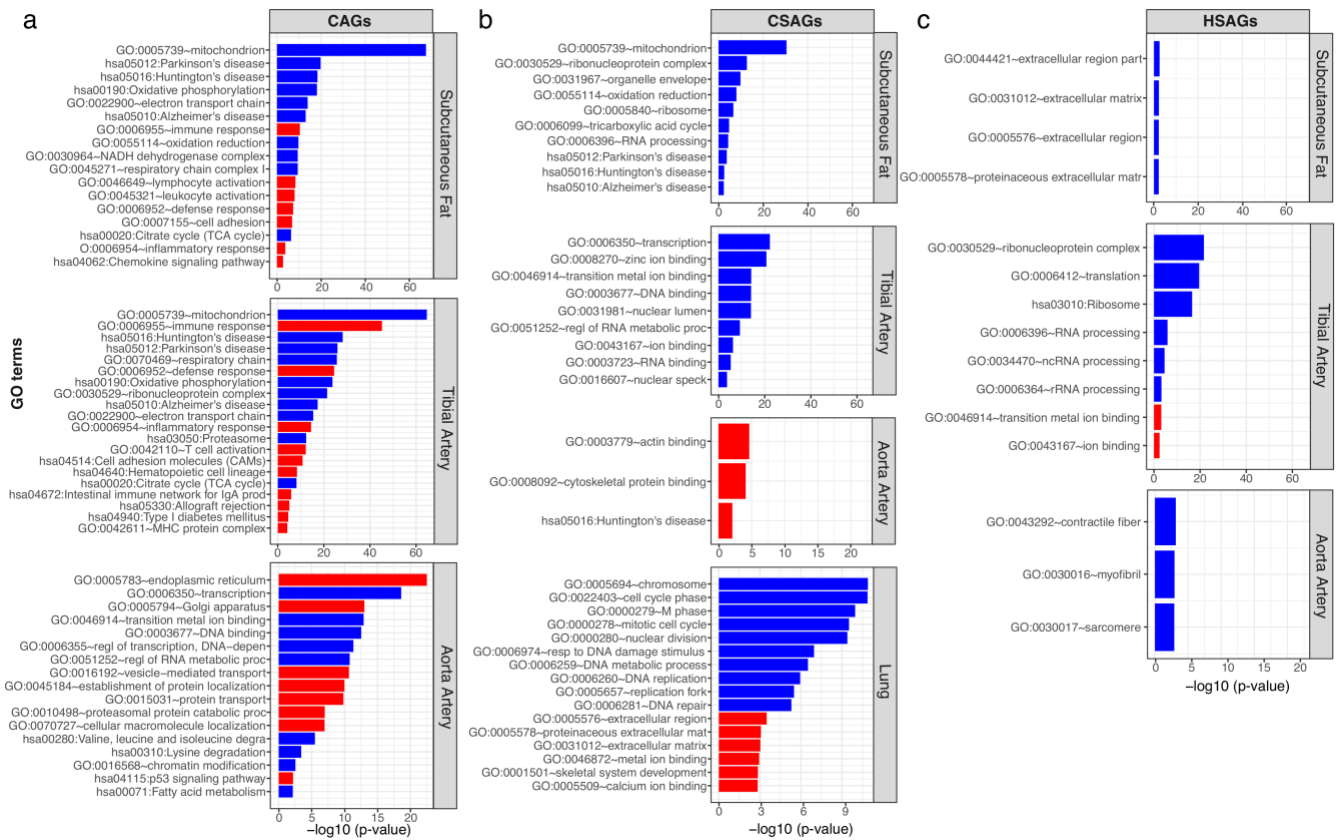 a
CAGs
GO terms
GO:0005739~mitochondrion
hsa05012:Parkinson's disease
hsa05016:Huntington's disease
hsa00190:Oxidative phosphorylation
GO:0022900~electron transport chain
hsa05010:Alzheimer's disease
GO:0006955~immune response
GO:0055114~oxidation reduction
GO:0030964~NADH dehydrogenase complex
GO:0045271~respiratory chain complex I
GO:0046649~lymphocyte activation
GO:0045321~leukocyte activation
GO:0006952~defense response
GO:0007155~cell adhesion
hsa00020:Citrate cycle (TCA cycle)
O:0006954~inflammatory response
hsa04062:Chemokine signaling pathway
0 20 40 60
Subcutaneous Fat
GO:0005739~mitochondrion
GO:0006955~immune response
hsa05016:Huntington's disease
hsa05012:Parkinson's disease
GO:0070469~respiratory chain
GO:0006952~defense response
hsa00190:Oxidative phosphorylation
GO:0030529~ribonucleoprotein complex
hsa05010:Alzheimer's disease
GO:0022900~electron transport chain
GO:0006954~inflammatory response
hsa03050:Proteasome
GO:0042110~T cell activation
hsa04514:Cell adhesion molecules (CAMs)
hsa04640:Hematopoietic cell lineage
hsa00020:Citrate cycle (TCA cycle)
hsa04672:Intestinal immune network for IgA prod
hsa05330:Allograft rejection
hsa04940:Type I diabetes mellitus
GO:0042611~MHC protein complex
0 20 40 60
Tibial Artery
GO:0005783~endoplasmic reticulum
GO:0006350~transcription
GO:0005794~Golgi apparatus
GO:0046914~transition metal ion binding
GO:0003677~DNA binding
GO:0006355~regl of transcription, DNA-depen
GO:0051252~regl of RNA metabolic proc
GO:0016192~vesicle-mediated transport
GO:0045184~establishment of protein localization
GO:0015031~protein transport
GO:0010498~proteasomal protein catabolic proc
GO:0070727~cellular macromolecule localization
hsa00280:Valine, leucine and isoleucine degra
hsa00310:Lysine degradation
GO:0016568~chromatin modification
hsa04115:p53 signaling pathway
hsa00071:Fatty acid metabolism
0 5 10 15 20
Aorta Artery
−log10 (p-value)
b
CSAGs
GO:0005739~mitochondrion
GO:0030529~ribonucleoprotein complex
GO:0031967~organelle envelope
GO:0055114~oxidation reduction
GO:0005840~ribosome
GO:0006099~tricarboxylic acid cycle
GO:0006396~RNA processing
hsa05012:Parkinson's disease
hsa05016:Huntington's disease
hsa05010:Alzheimer's disease
0 20 40 60
Subcutaneous Fat
GO:0006350~transcription
GO:0008270~zinc ion binding
GO:0046914~transition metal ion binding
GO:0003677~DNA binding
GO:0031981~nuclear lumen
GO:0051252~regl of RNA metabolic proc
GO:0043167~ion binding
GO:0003723~RNA binding
GO:0016607~nuclear speck
0 20 40 60
Tibial Artery
GO:0003779~actin binding
GO:0008092~cytoskeletal protein binding
hsa05016:Huntington's disease
0 5 10 15 20
Aorta Artery
GO:0005694~chromosome
GO:0022403~cell cycle phase
GO:0000279~M phase
GO:0000278~mitotic cell cycle
GO:0000280~nuclear division
GO:0006974~resp to DNA damage stimulus
GO:0006259~DNA metabolic process
GO:0006260~DNA replication
GO:0005657~replication fork
GO:0006281~DNA repair
GO:0005576~extracellular region
GO:0005578~proteinaceous extracellular mat
GO:0031012~extracellular matrix
GO:0046872~metal ion binding
GO:0001501~skeletal system development
GO:0005509~calcium ion binding
0 3 6 9
Lung
−log10 (p-value)
c
HSAGs
GO:0044421~extracellular region part
GO:0031012~extracellular matrix
GO:0005576~extracellular region
GO:0005578~proteinaceous extracellular matr
0 20 40 60
Subcutaneous Fat
GO:0030529~ribonucleoprotein complex
GO:0006412~translation
hsa03010:Ribosome
GO:0006396~RNA processing
GO:0034470~ncRNA processing
GO:0006364~rRNA processing
GO:0046914~transition metal ion binding
GO:0043167~ion binding
0 20 40 60
Tibial Artery
GO:0043292~contractile fiber
GO:0030016~myofibril
GO:0030017~sarcomere
0 5 10 15 20
Aorta Artery
−log10 (p-value)